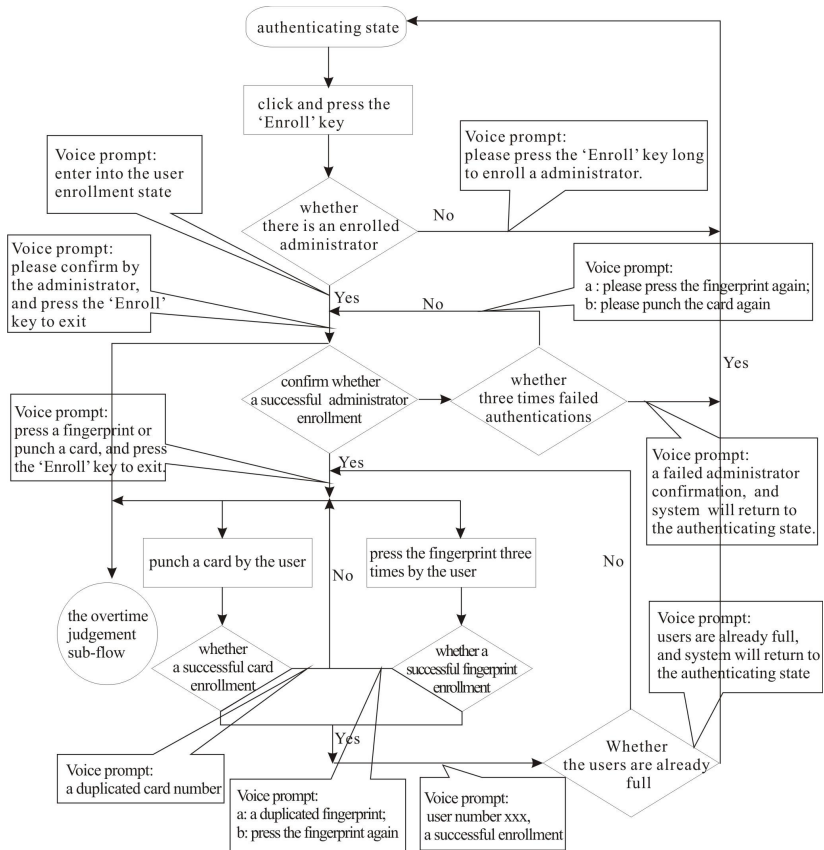 authenticating state
click and press the
‘Enroll’ key
Voice prompt:
please press the ‘Enroll’ key long
to enroll a administrator.
Voice prompt:
enter into the user
enrollment state
whether
there is an enrolled
administrator
No
Voice prompt:
please confirm by
the administrator,
and press the ‘Enroll’
key to exit
Yes
No
Voice prompt:
a : please press the fingerprint again;
b: please punch the card again
confirm whether
a successful administrator
enrollment
whether
three times failed
authentications
Yes
Voice prompt:
press a fingerprint or
punch a card, and press
the ‘Enroll’ key to exit.
Yes
Voice prompt:
a failed administrator
confirmation, and
system will return to
the authenticating state.
punch a card by the user
No
press the fingerprint three
times by the user
No
the overtime
judgement
sub-flow
whether
a successful card
enrollment
whether a
successful fingerprint
enrollment
Voice prompt:
users are already full,
and system will return to
the authenticating state
Yes
Whether
the users are already
full
Voice prompt:
a duplicated card number
Voice prompt:
a: a duplicated fingerprint;
b: press the fingerprint again
Voice prompt:
user number xxx,
a successful enrollment